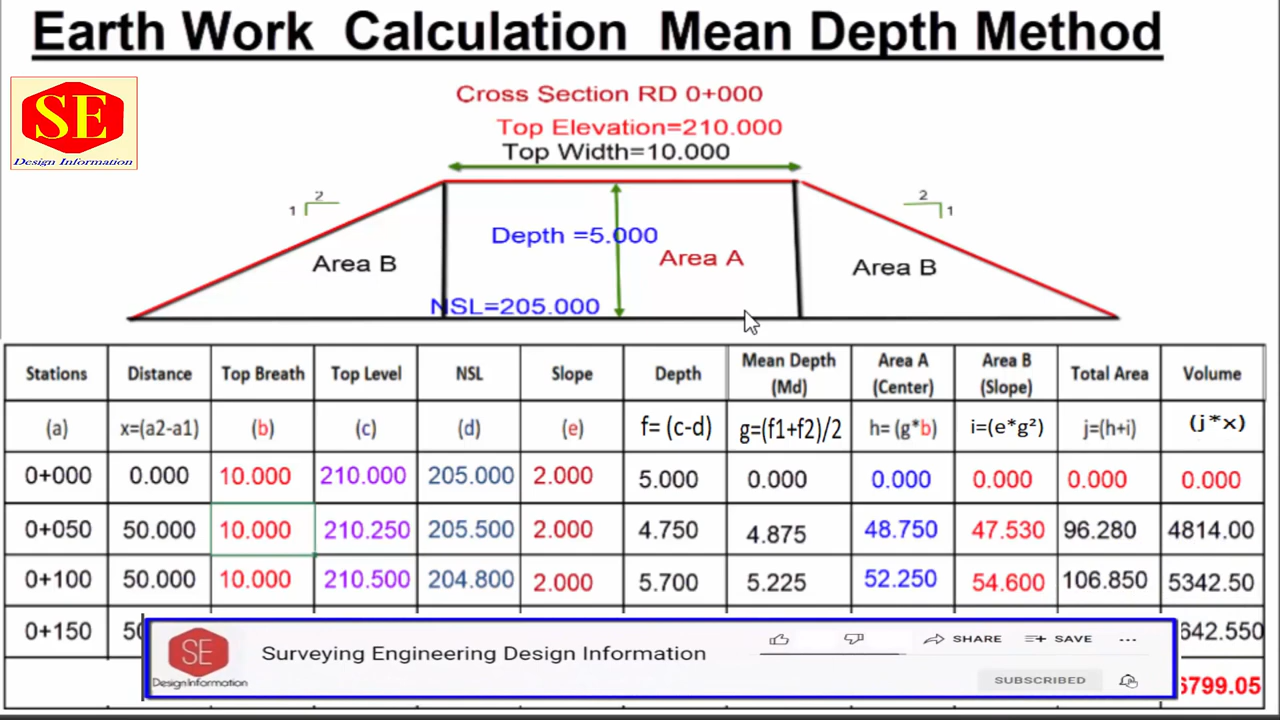 Earth Work Calculation Mean Depth Method
SE
Design Information
Cross Section RD 0+000
Top Elevation=210.000
Top Width=10.000
2
1
2
1
Depth =5.000
Area B
Area A
Area B
NSL=205.000
Stations Distance Top Breath Top Level NSL Slope Depth Mean Depth (Md) Area A (Center) Area B (Slope) Total Area Volume
(a) x=(a2-a1) (b) (c) (d) (e) f= (c-d) g=(f1+f2)/2 h= (g*b) i=(e*g²) j=(h+i) (j*x)
0+000 0.000 10.000 210.000 205.000 2.000 5.000 0.000 0.000 0.000 0.000 0.000
0+050 50.000 10.000 210.250 205.500 2.000 4.750 4.875 48.750 47.530 96.280 4814.00
0+100 50.000 10.000 210.500 204.800 2.000 5.700 5.225 52.250 54.600 106.850 5342.50
0+150 50 642.550
SE
Design Information
Surveying Engineering Design Information
SHARE
SAVE
SUBSCRIBED
6799.05